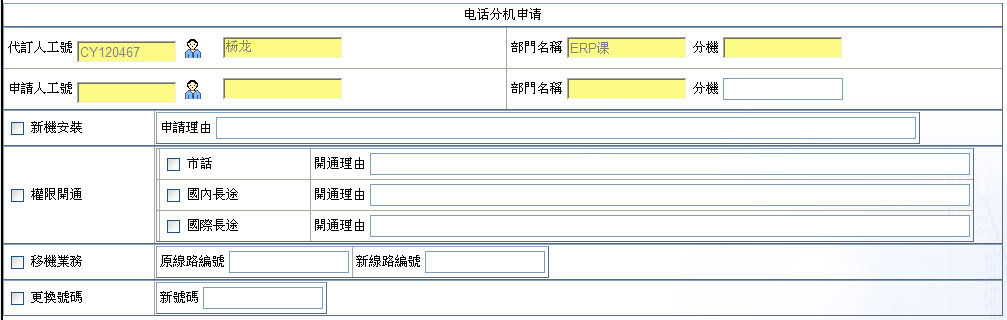 电话分机申请
代訂人工號 CY120467 杨龙 部門名稱 ERP课 分機
申請人工號 部門名稱 分機
新機安裝 申請理由
市話 開通理由
權限開通 國內長途 開通理由
國際長途 開通理由
移機業務 原線路編號 新線路編號
更換號碼 新號碼